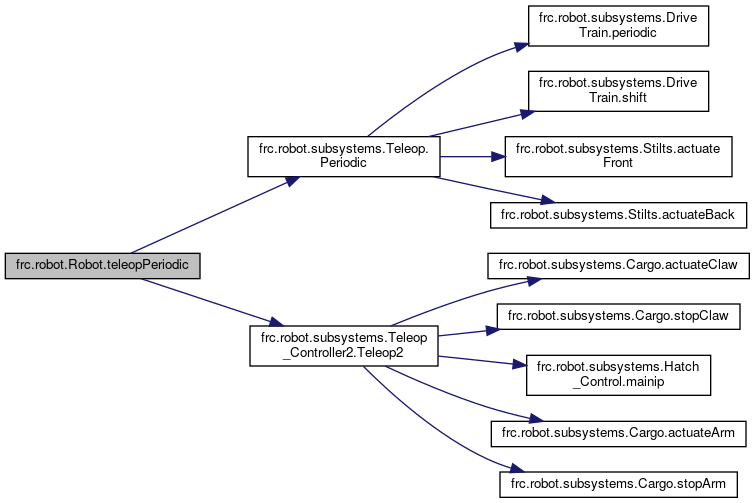 frc.robot.subsystems.Drive
Train.periodic
frc.robot.subsystems.Drive
Train.shift
frc.robot.subsystems.Teleop.
Periodic
frc.robot.subsystems.Stilts.actuate
Front
frc.robot.subsystems.Stilts.actuateBack
frc.robot.Robot.teleopPeriodic
frc.robot.subsystems.Cargo.actuateClaw
frc.robot.subsystems.Cargo.stopClaw
frc.robot.subsystems.Teleop
_Controller2.Teleop2
frc.robot.subsystems.Hatch
_Control.mainip
frc.robot.subsystems.Cargo.actuateArm
frc.robot.subsystems.Cargo.stopArm